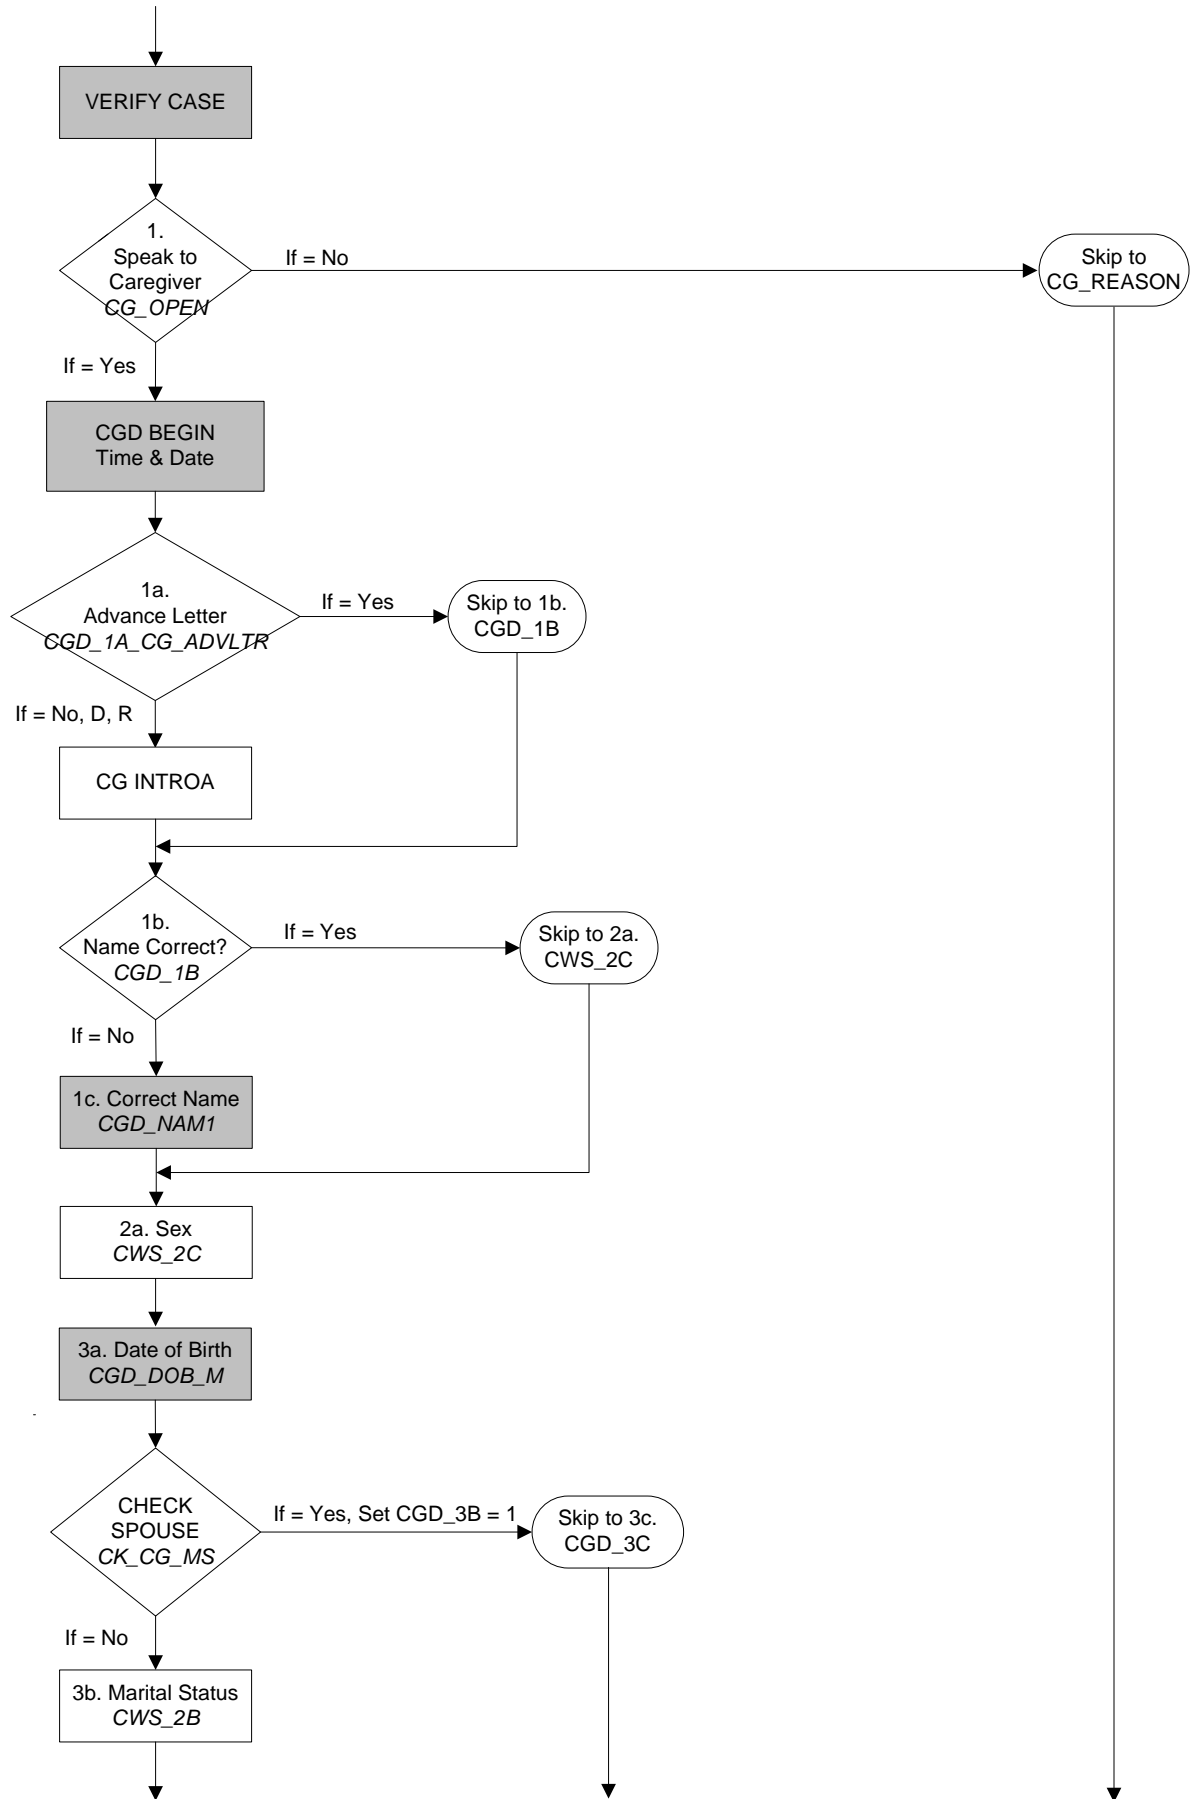 VERIFY CASE
1.
Speak to
Caregiver
CG_OPEN
If = No
Skip to
CG_REASON
If = Yes
CGD BEGIN
Time & Date
1a.
Advance Letter
CGD_1A_CG_ADVLTR
If = Yes
Skip to 1b.
CGD_1B
If = No, D, R
CG INTROA
1b.
Name Correct?
CGD_1B
If = Yes
Skip to 2a.
CWS_2C
If = No
1c. Correct Name
CGD_NAM1
2a. Sex
CWS_2C
3a. Date of Birth
CGD_DOB_M
CHECK
SPOUSE
CK_CG_MS
If = Yes, Set CGD_3B = 1
Skip to 3c.
CGD_3C
If = No
3b. Marital Status
CWS_2B